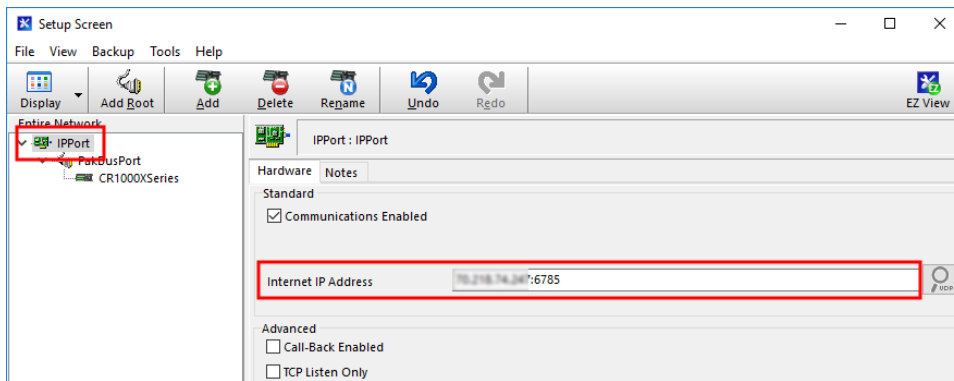 Setup Screen
File View Backup Tools Help
Display Add Root Add Delete Rename Undo Redo EZ View
Entire Network
IPPort
PakBusPort
CR1000XSeries
IPPort : IPPort
Hardware Notes
Standard
Communications Enabled
Internet IP Address :6785
UDP
Advanced
Call-Back Enabled
TCP Listen Only